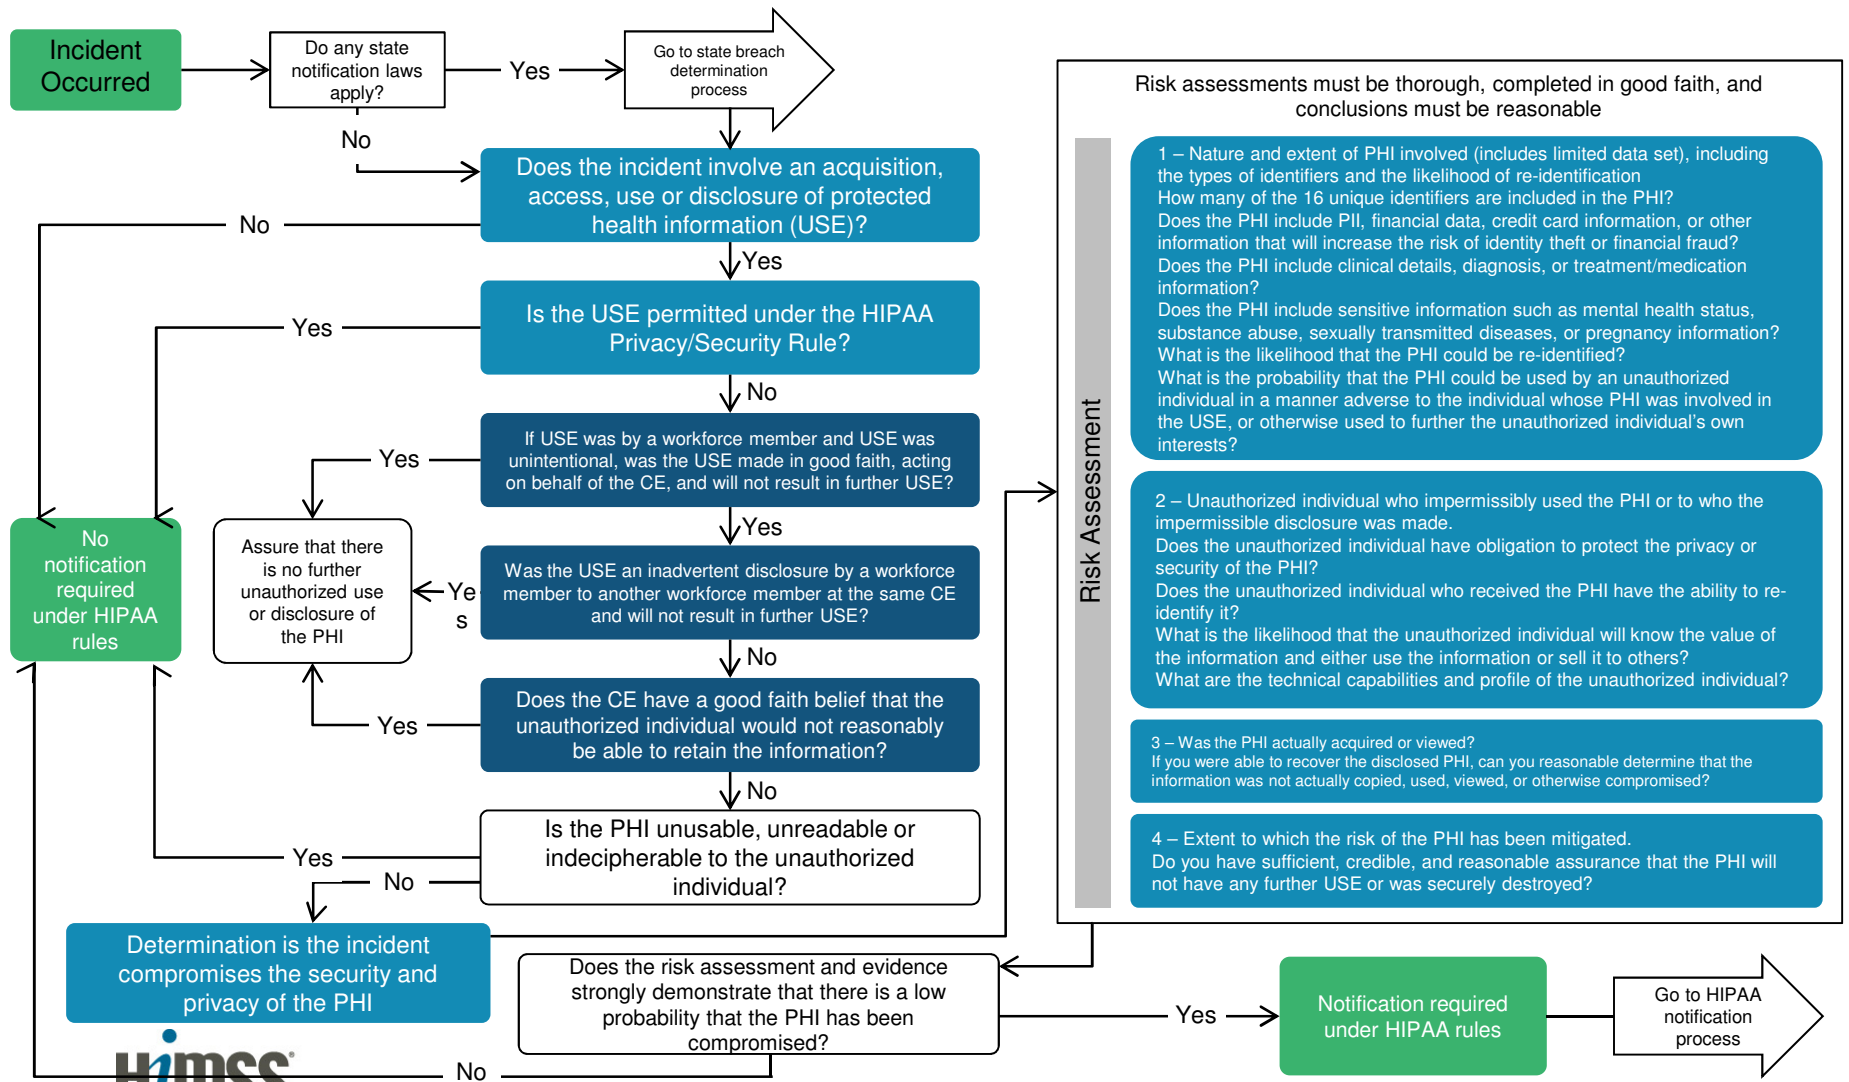 Incident
Occurred
Do any state
notification laws
apply?
Yes
Go to state breach
determination
process
No
Does the incident involve an acquisition,
access, use or disclosure of protected
health information (USE)?
No
Yes
Is the USE permitted under the HIPAA
Privacy/Security Rule?
Yes
No
If USE was by a workforce member and USE was
unintentional, was the USE made in good faith, acting
on behalf of the CE, and will not result in further USE?
Yes
Yes
No
notification
required
under HIPAA
rules
Assure that there
is no further
unauthorized use
or disclosure of
the PHI
Was the USE an inadvertent disclosure by a workforce
member to another workforce member at the same CE
and will not result in further USE?
Ye
s
No
Does the CE have a good faith belief that the
unauthorized individual would not reasonably
be able to retain the information?
Yes
No
Is the PHI unusable, unreadable or
indecipherable to the unauthorized
individual?
Yes
No
Determination is the incident
compromises the security and
privacy of the PHI
Risk assessments must be thorough, completed in good faith, and
conclusions must be reasonable
Risk Assessment
1 – Nature and extent of PHI involved (includes limited data set), including
the types of identifiers and the likelihood of re-identification
How many of the 16 unique identifiers are included in the PHI?
Does the PHI include PII, financial data, credit card information, or other
information that will increase the risk of identity theft or financial fraud?
Does the PHI include clinical details, diagnosis, or treatment/medication
information?
Does the PHI include sensitive information such as mental health status,
substance abuse, sexually transmitted diseases, or pregnancy information?
What is the likelihood that the PHI could be re-identified?
What is the probability that the PHI could be used by an unauthorized
individual in a manner adverse to the individual whose PHI was involved in
the USE, or otherwise used to further the unauthorized individual's own
interests?
2 – Unauthorized individual who impermissibly used the PHI or to who the
impermissible disclosure was made.
Does the unauthorized individual have obligation to protect the privacy or
security of the PHI?
Does the unauthorized individual who received the PHI have the ability to re-
identify it?
What is the likelihood that the unauthorized individual will know the value of
the information and either use the information or sell it to others?
What are the technical capabilities and profile of the unauthorized individual?
3 – Was the PHI actually acquired or viewed?
If you were able to recover the disclosed PHI, can you reasonable determine that the
information was not actually copied, used, viewed, or otherwise compromised?
4 – Extent to which the risk of the PHI has been mitigated.
Do you have sufficient, credible, and reasonable assurance that the PHI will
not have any further USE or was securely destroyed?
Does the risk assessment and evidence
strongly demonstrate that there is a low
probability that the PHI has been
compromised?
Yes
Notification required
under HIPAA rules
Go to HIPAA
notification
process
No
HiMSS